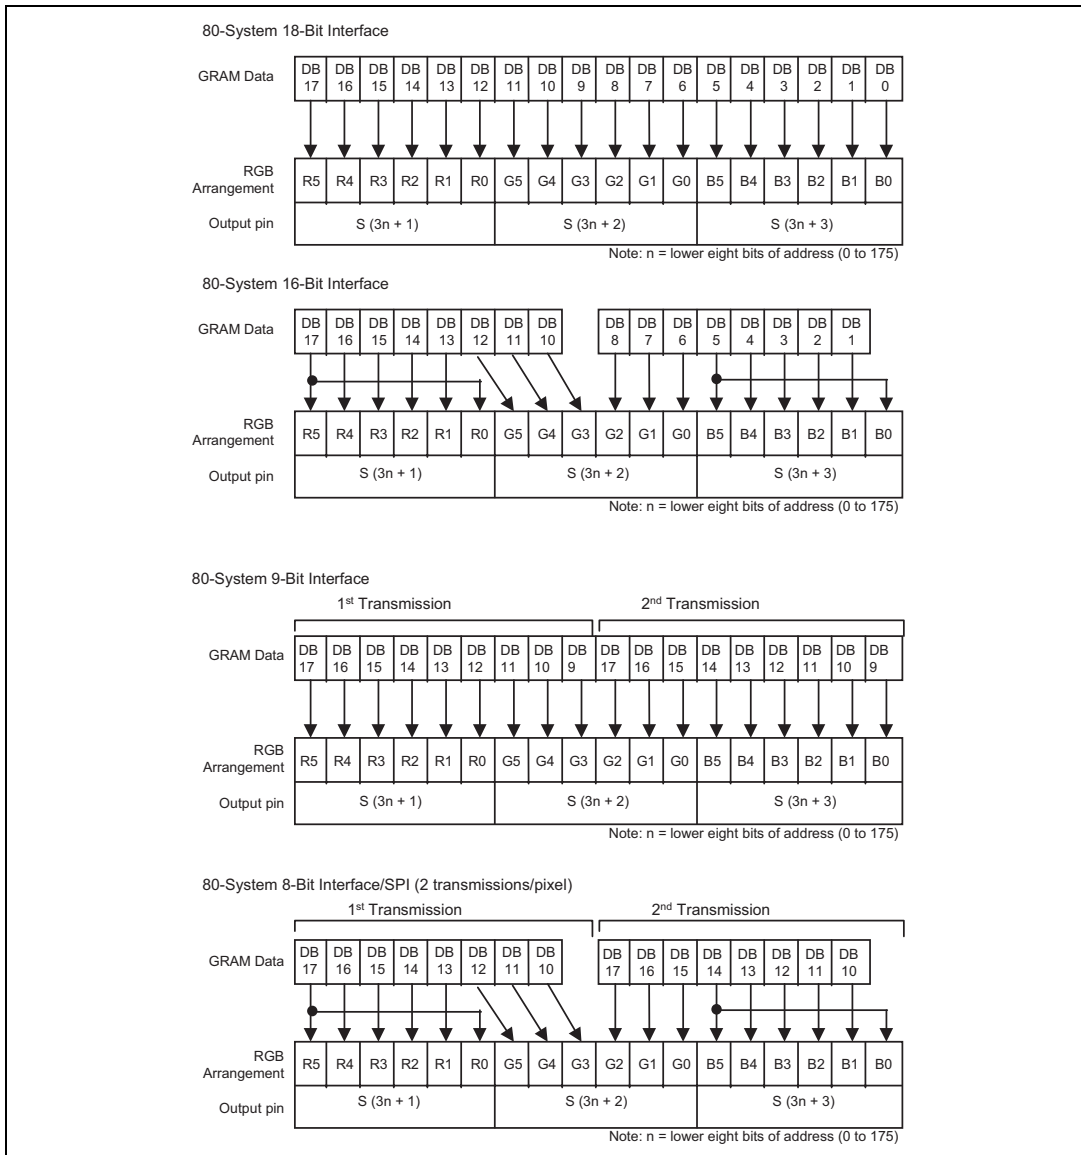 80-System 18-Bit Interface
GRAM Data
DB 17 DB 16 DB 15 DB 14 DB 13 DB 12 DB 11 DB 10 DB 9 DB 8 DB 7 DB 6 DB 5 DB 4 DB 3 DB 2 DB 1 DB 0
RGB
Arrangement
R5 R4 R3 R2 R1 R0 G5 G4 G3 G2 G1 G0 B5 B4 B3 B2 B1 B0
Output pin S (3n + 1) S (3n + 2) S (3n + 3)
Note: n = lower eight bits of address (0 to 175)
80-System 16-Bit Interface
GRAM Data
DB 17 DB 16 DB 15 DB 14 DB 13 DB 12 DB 11 DB 10 DB 8 DB 7 DB 6 DB 5 DB 4 DB 3 DB 2 DB 1
RGB
Arrangement
R5 R4 R3 R2 R1 R0 G5 G4 G3 G2 G1 G0 B5 B4 B3 B2 B1 B0
Output pin S (3n + 1) S (3n + 2) S (3n + 3)
Note: n = lower eight bits of address (0 to 175)
80-System 9-Bit Interface
1st Transmission 2nd Transmission
GRAM Data
DB 17 DB 16 DB 15 DB 14 DB 13 DB 12 DB 11 DB 10 DB 9 DB 17 DB 16 DB 15 DB 14 DB 13 DB 12 DB 11 DB 10 DB 9
RGB
Arrangement
R5 R4 R3 R2 R1 R0 G5 G4 G3 G2 G1 G0 B5 B4 B3 B2 B1 B0
Output pin S (3n + 1) S (3n + 2) S (3n + 3)
Note: n = lower eight bits of address (0 to 175)
80-System 8-Bit Interface/SPI (2 transmissions/pixel)
1st Transmission 2nd Transmission
GRAM Data
DB 17 DB 16 DB 15 DB 14 DB 13 DB 12 DB 11 DB 10 DB 17 DB 16 DB 15 DB 14 DB 13 DB 12 DB 11 DB 10
RGB
Arrangement
R5 R4 R3 R2 R1 R0 G5 G4 G3 G2 G1 G0 B5 B4 B3 B2 B1 B0
Output pin S (3n + 1) S (3n + 2) S (3n + 3)
Note: n = lower eight bits of address (0 to 175)